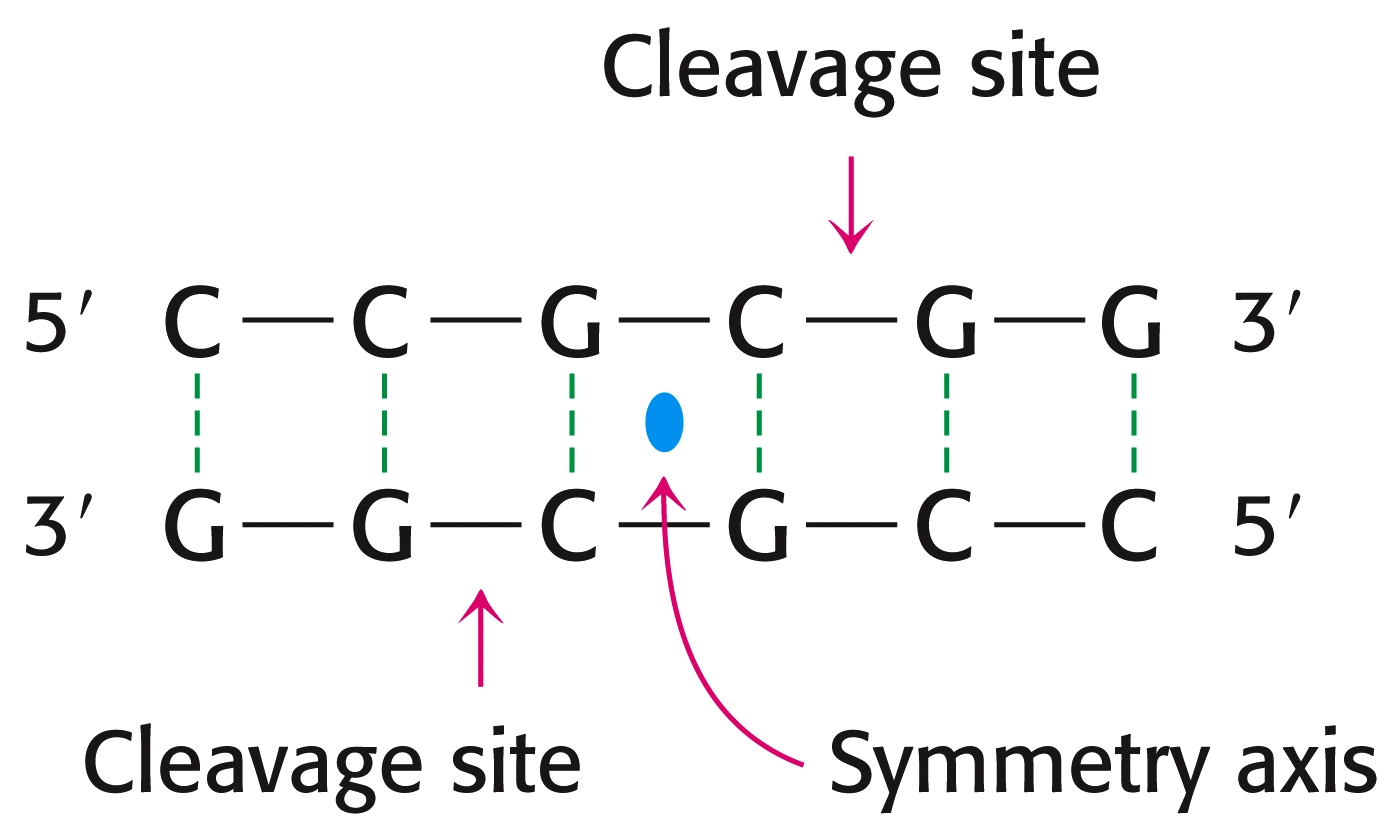 Cleavage site
5′ C — C — G — C — G — G 3′
3′ G — G — C — G — C — C 5′
Cleavage site
Symmetry axis